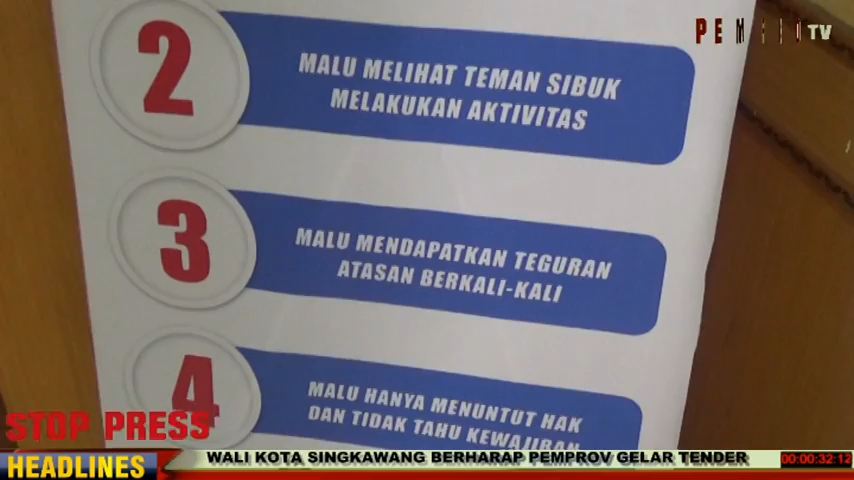 2
MALU MELIHAT TEMAN SIBUK
MELAKUKAN AKTIVITAS
3
MALU MENDAPATKAN TEGURAN
ATASAN BERKALI-KALI
4
MALU HANYA MENUNTUT HAK
DAN TIDAK TAHU KEWAJIBAN
TV
STOP PRESS
HEADLINES
WALI KOTA SINGKAWANG BERHARAP PEMPROV GELAR TENDER
00:00:32:12